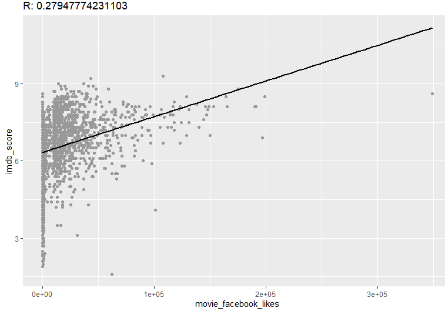 R: 0.27947774231103
imdb_score
9
6
3
0e+00 1e+05 2e+05 3e+05
movie_facebook_likes